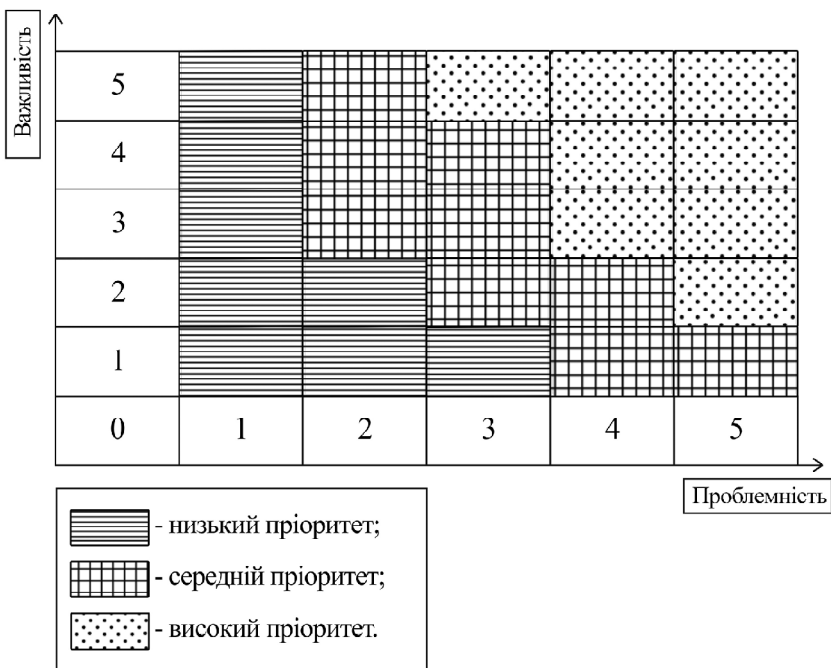 Важливість
5
4
3
2
1
0 1 2 3 4 5
Проблемність
- низький пріоритет;
- середній пріоритет;
- високий пріоритет.